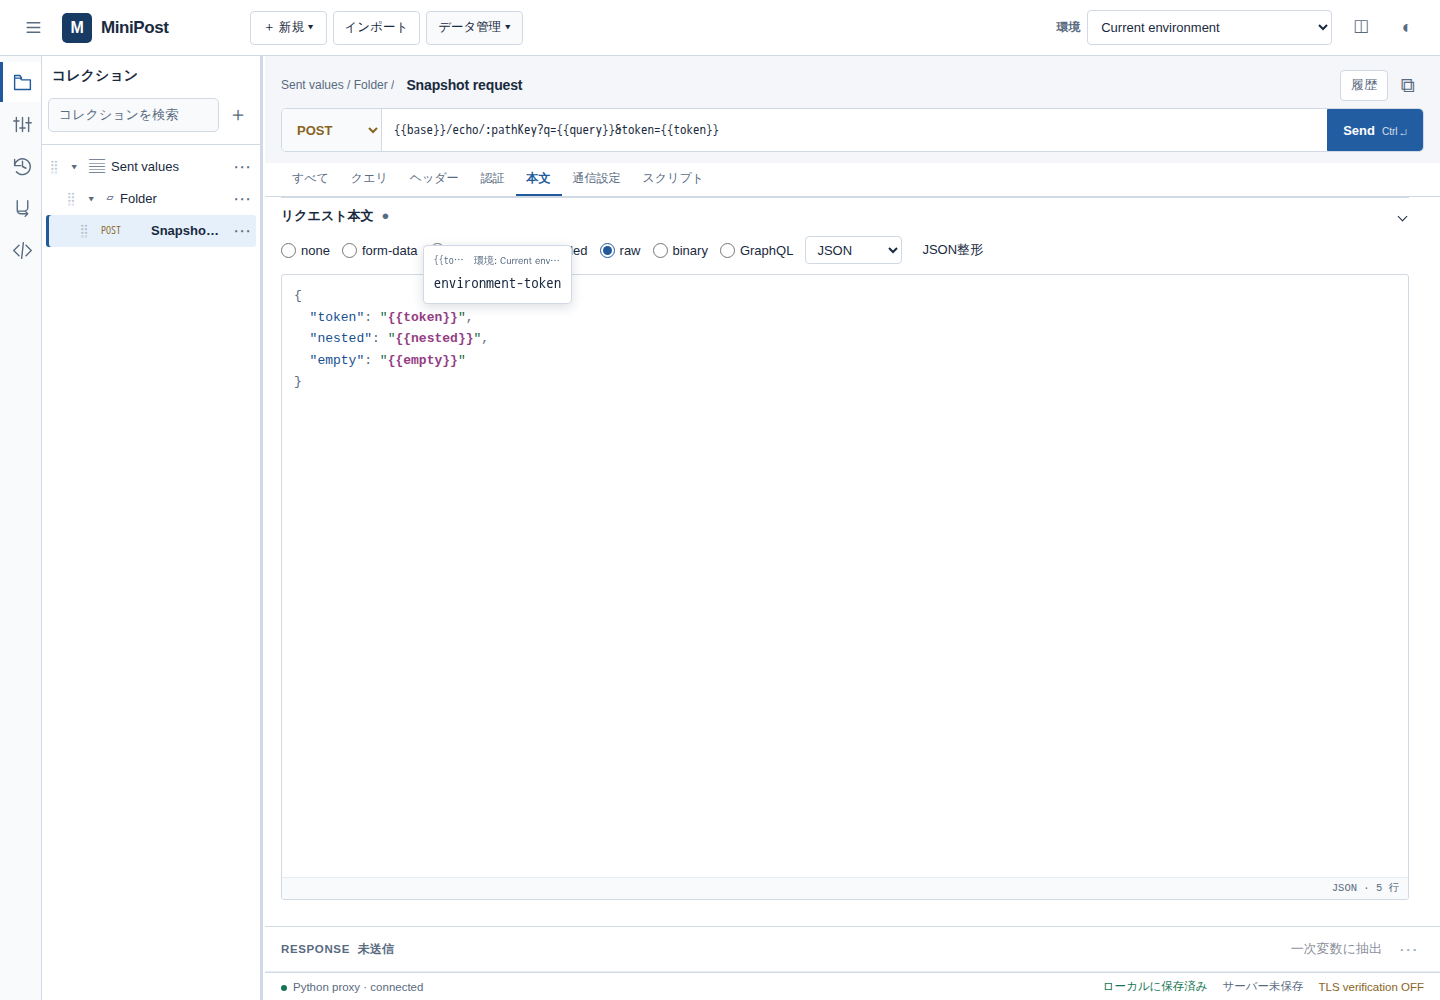 M MiniPost ＋ 新規 ▾ インポート データ管理 ▾ 環境 Current environment
コレクション
コレクションを検索 ＋
Sent values ···
Folder ···
POST Snapsho… ···
Sent values / Folder / Snapshot request 履歴
POST {{base}}/echo/:pathKey?q={{query}}&token={{token}} Send Ctrl ↵
すべて クエリ ヘッダー 認証 本文 通信設定 スクリプト
リクエスト本文 ●
none form-data led raw binary GraphQL JSON JSON整形
{{to… 環境: Current env…
environment-token
{
"token": "{{token}}",
"nested": "{{nested}}",
"empty": "{{empty}}"
}
JSON · 5 行
RESPONSE 未送信 一次変数に抽出 ···
Python proxy · connected ローカルに保存済み サーバー未保存 TLS verification OFF